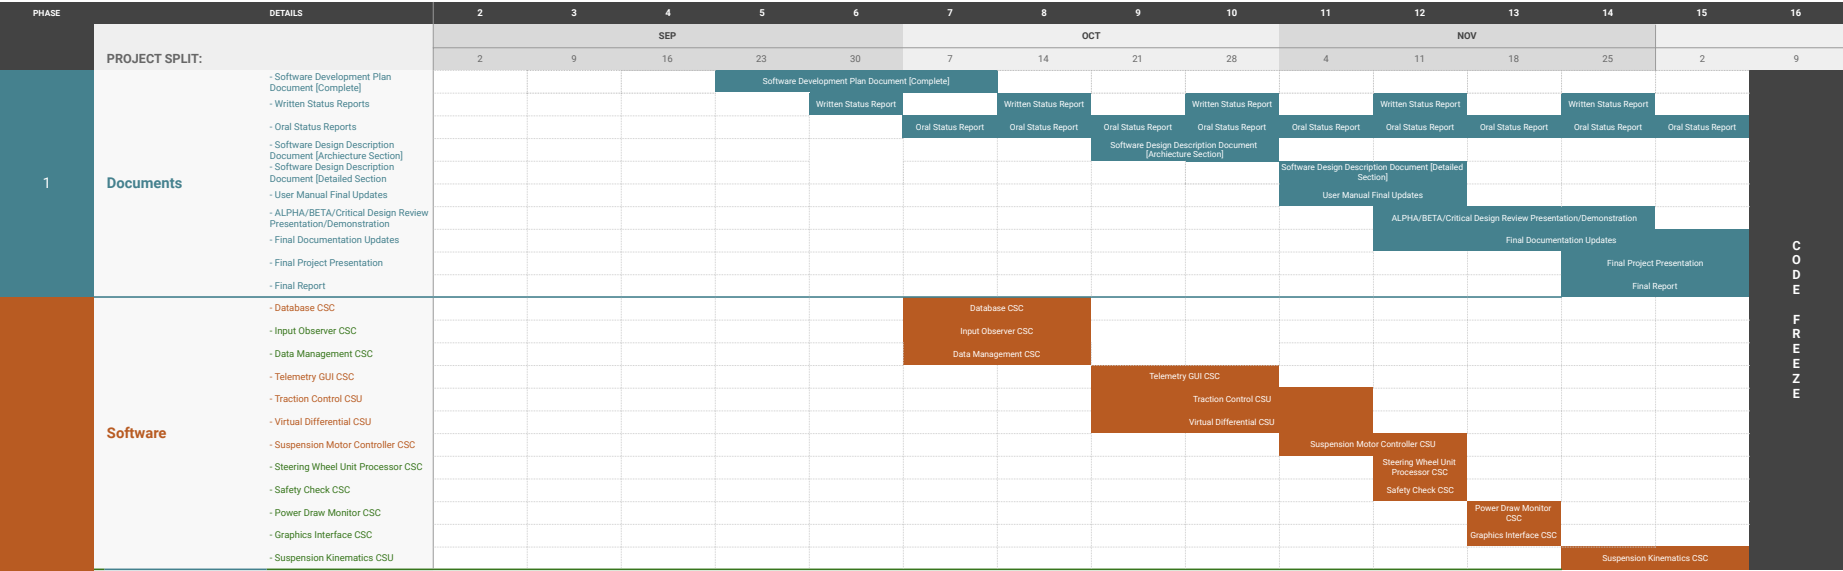 PHASE DETAILS 2 3 4 5 6 7 8 9 10 11 12 13 14 15 16
SEP OCT NOV
PROJECT SPLIT: 2 9 16 23 30 7 14 21 28 4 11 18 25 2 9
- Software Development Plan
Document [Complete]
Software Development Plan Document [Complete]
- Written Status Reports
Written Status Report Written Status Report Written Status Report Written Status Report Written Status Report
- Oral Status Reports
Oral Status Report Oral Status Report Oral Status Report Oral Status Report Oral Status Report Oral Status Report Oral Status Report Oral Status Report Oral Status Report
- Software Design Description
Document [Archiecture Section]
Software Design Description Document
[Archiecture Section]
- Software Design Description
Document [Detailed Section
Software Design Description Document [Detailed
Section]
1
Documents
- User Manual Final Updates
User Manual Final Updates
- ALPHA/BETA/Critical Design Review
Presentation/Demonstration
ALPHA/BETA/Critical Design Review Presentation/Demonstration
- Final Documentation Updates
Final Documentation Updates
- Final Project Presentation
Final Project Presentation
- Final Report
Final Report
- Database CSC
Database CSC
- Input Observer CSC
Input Observer CSC
- Data Management CSC
Data Management CSC
- Telemetry GUI CSC
Telemetry GUI CSC
- Traction Control CSU
Traction Control CSU
- Virtual Differential CSU
Virtual Differential CSU
Software
- Suspension Motor Controller CSC
Suspension Motor Controller CSU
- Steering Wheel Unit Processor CSC
Steering Wheel Unit
Processor CSC
- Safety Check CSC
Safety Check CSC
- Power Draw Monitor CSC
Power Draw Monitor
CSC
- Graphics Interface CSC
Graphics Interface CSC
- Suspension Kinematics CSU
Suspension Kinematics CSC
C
O
D
E
F
R
E
E
Z
E